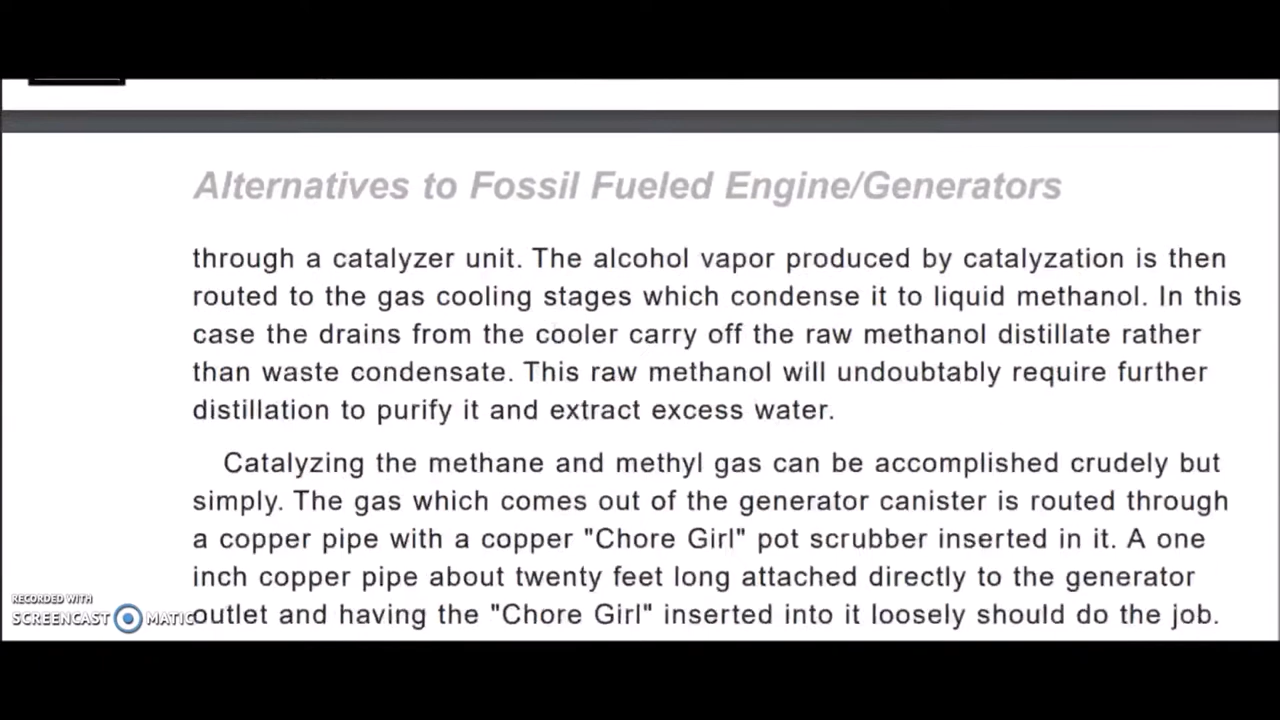 Alternatives to Fossil Fueled Engine/Generators
through a catalyzer unit. The alcohol vapor produced by catalyzation is then
routed to the gas cooling stages which condense it to liquid methanol. In this
case the drains from the cooler carry off the raw methanol distillate rather
than waste condensate. This raw methanol will undoubtably require further
distillation to purify it and extract excess water.
Catalyzing the methane and methyl gas can be accomplished crudely but
simply. The gas which comes out of the generator canister is routed through
a copper pipe with a copper "Chore Girl" pot scrubber inserted in it. A one
inch copper pipe about twenty feet long attached directly to the generator
outlet and having the "Chore Girl" inserted into it loosely should do the job.
RECORDED WITH
SCREENCAST MATIC